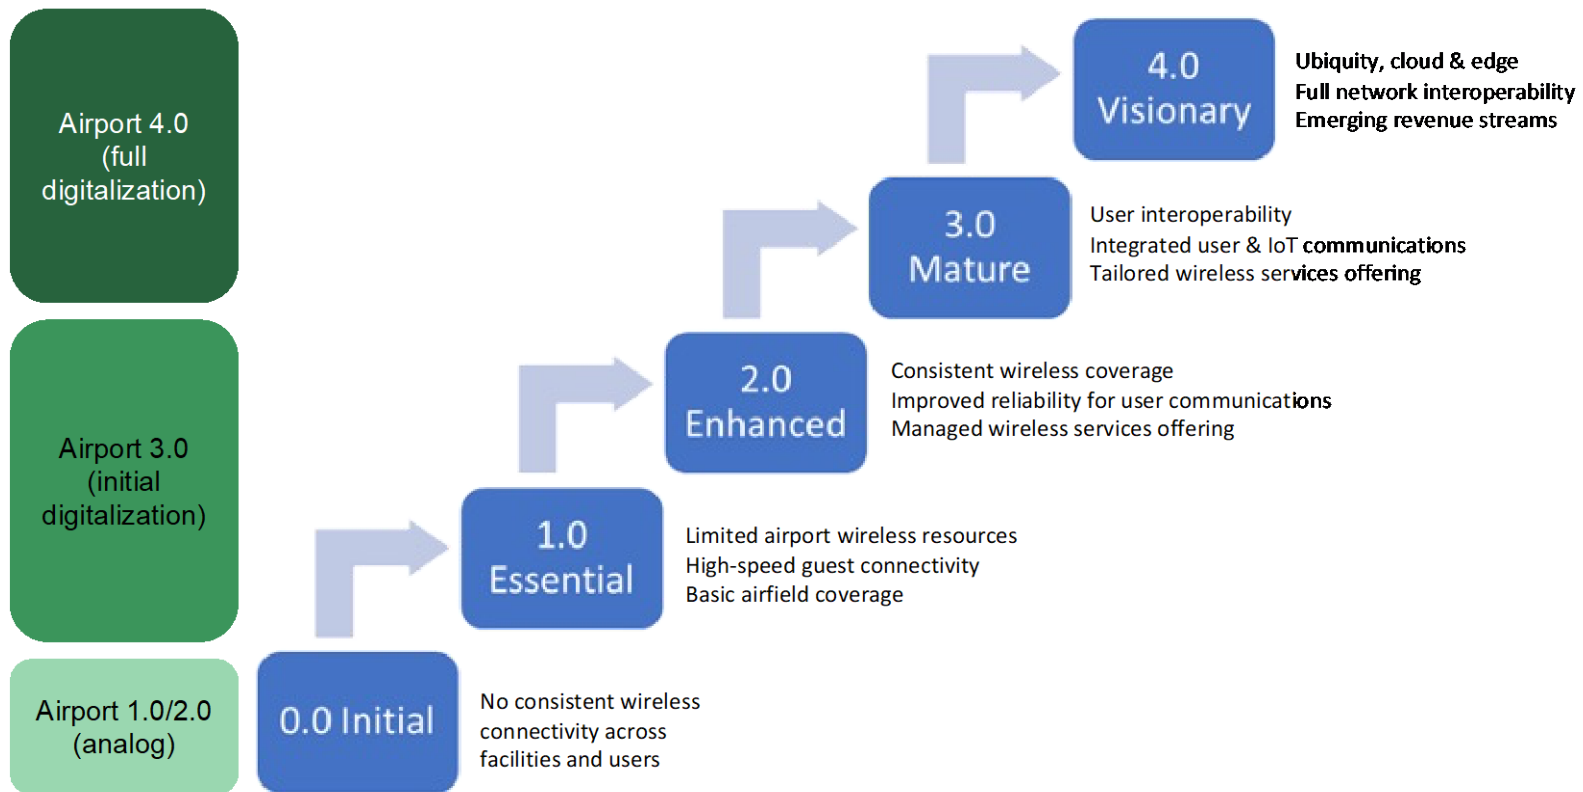 Airport 4.0
(full
digitalization)
4.0
Visionary
Ubiquity, cloud & edge
Full network interoperability
Emerging revenue streams
3.0
Mature
User interoperability
Integrated user & IoT communications
Tailored wireless services offering
Airport 3.0
(initial
digitalization)
2.0
Enhanced
Consistent wireless coverage
Improved reliability for user communications
Managed wireless services offering
1.0
Essential
Limited airport wireless resources
High-speed guest connectivity
Basic airfield coverage
Airport 1.0/2.0
(analog)
0.0 Initial
No consistent wireless
connectivity across
facilities and users